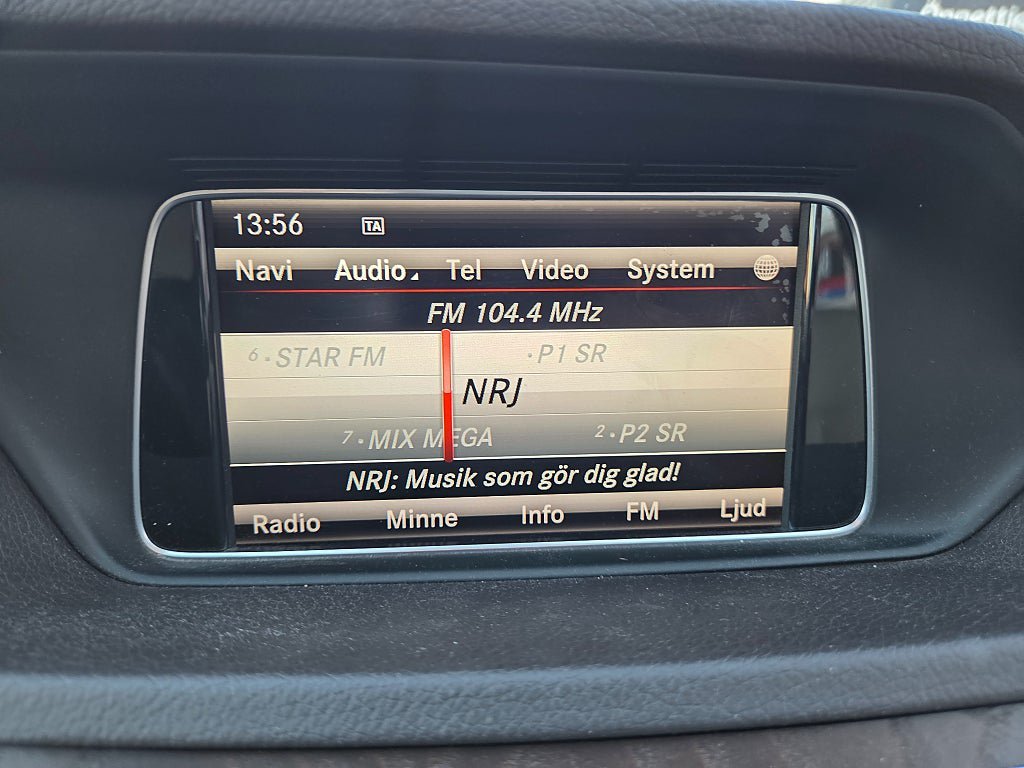 13:56 TA
Navi Audio Tel Video System
FM 104.4 MHz
6·STAR FM ·P1 SR
NRJ
7·MIX MEGA 2·P2 SR
NRJ: Musik som gör dig glad!
Radio Minne Info FM Ljud